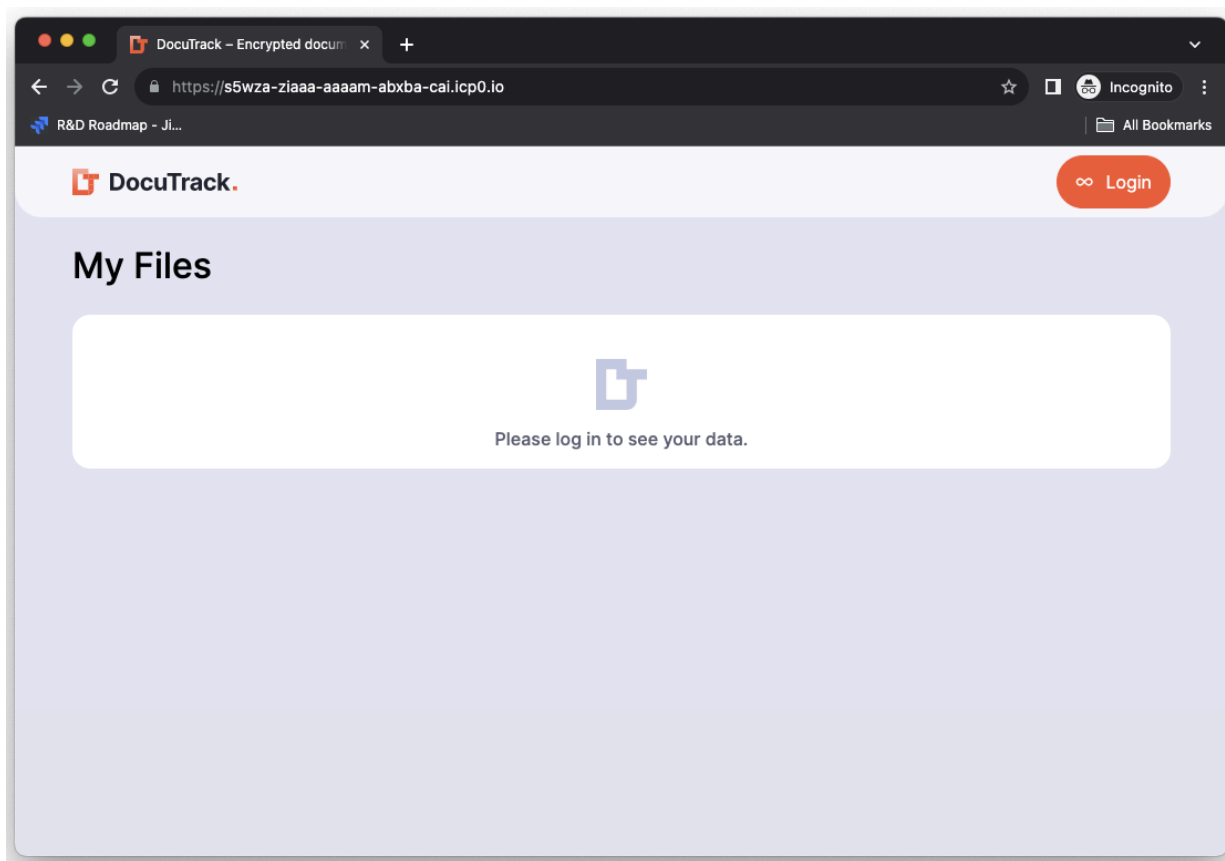 DocuTrack – Encrypted docum
https://s5wza-ziaaa-aaaam-abxba-cai.icp0.io
Incognito
R&D Roadmap - Ji...
All Bookmarks
DocuTrack.
Login
My Files
Please log in to see your data.